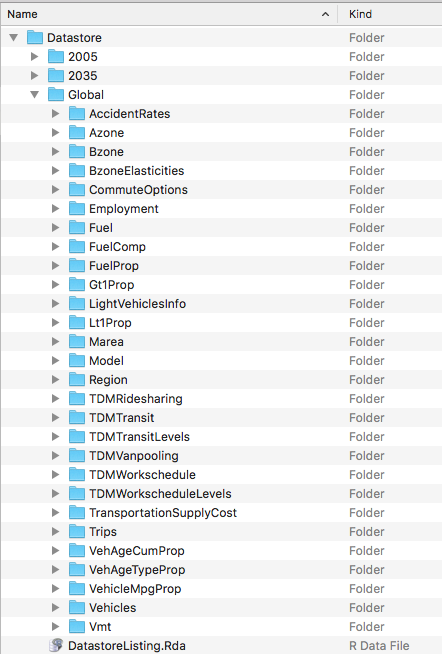 Name Kind
Datastore Folder
2005 Folder
2035 Folder
Global Folder
AccidentRates Folder
Azone Folder
Bzone Folder
BzoneElasticities Folder
CommuteOptions Folder
Employment Folder
Fuel Folder
FuelComp Folder
FuelProp Folder
Gt1Prop Folder
LightVehiclesInfo Folder
Lt1Prop Folder
Marea Folder
Model Folder
Region Folder
TDMRidesharing Folder
TDMTransit Folder
TDMTransitLevels Folder
TDMVanpooling Folder
TDMWorkschedule Folder
TDMWorkscheduleLevels Folder
TransportationSupplyCost Folder
Trips Folder
VehAgeCumProp Folder
VehAgeTypeProp Folder
VehicleMpgProp Folder
Vehicles Folder
Vmt Folder
DatastoreListing.Rda R Data File